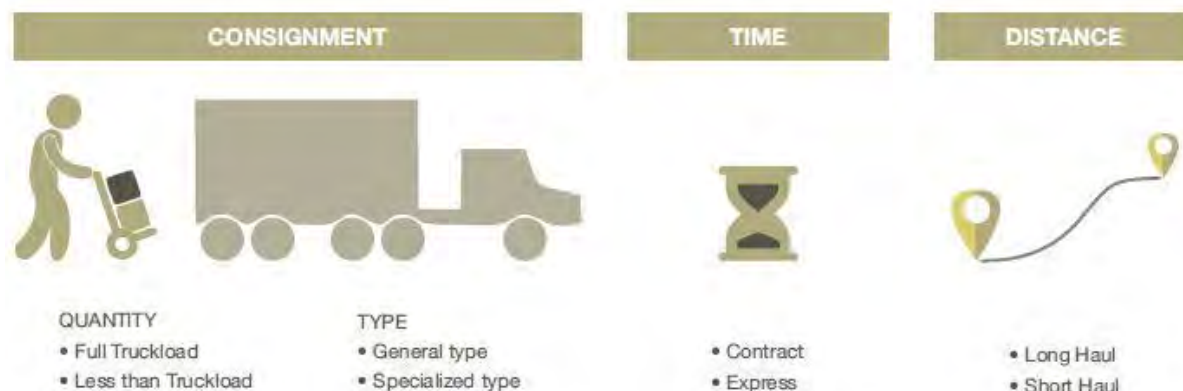 CONSIGNMENT
TIME
DISTANCE
QUANTITY
• Full Truckload
• Less than Truckload
TYPE
• General type
• Specialized type
• Contract
• Express
• Long Haul
• Short Haul